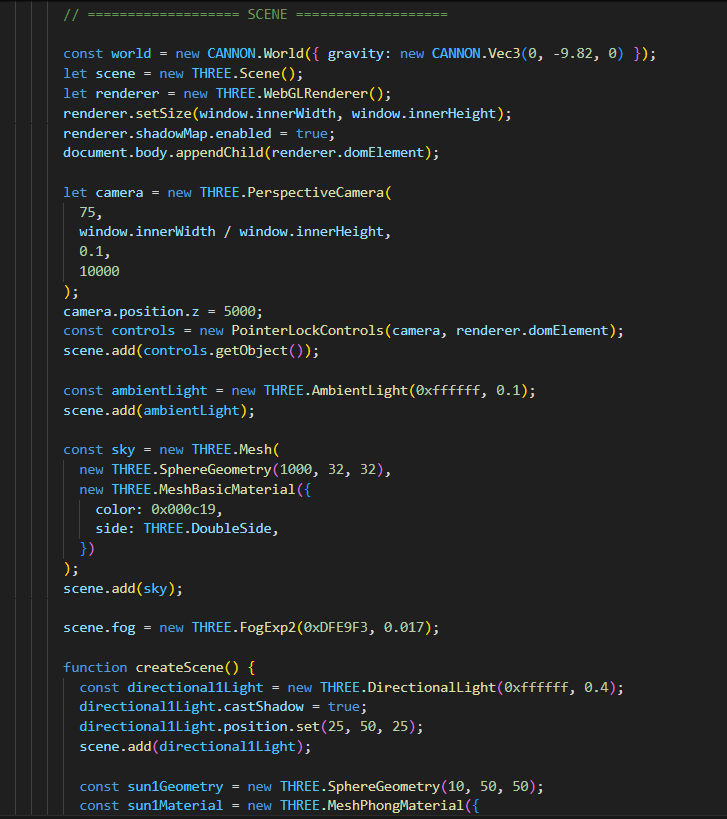 // =================== SCENE ===================
const world = new CANNON.World({ gravity: new CANNON.Vec3(0, -9.82, 0) });
let scene = new THREE.Scene();
let renderer = new THREE.WebGLRenderer();
renderer.setSize(window.innerWidth, window.innerHeight);
renderer.shadowMap.enabled = true;
document.body.appendChild(renderer.domElement);
let camera = new THREE.PerspectiveCamera(
75,
window.innerWidth / window.innerHeight,
0.1,
10000
);
camera.position.z = 5000;
const controls = new PointerLockControls(camera, renderer.domElement);
scene.add(controls.getObject());
const ambientLight = new THREE.AmbientLight(0xffffff, 0.1);
scene.add(ambientLight);
const sky = new THREE.Mesh(
new THREE.SphereGeometry(1000, 32, 32),
new THREE.MeshBasicMaterial({
color: 0x000c19,
side: THREE.DoubleSide,
})
);
scene.add(sky);
scene.fog = new THREE.FogExp2(0xDFE9F3, 0.017);
function createScene() {
const directional1Light = new THREE.DirectionalLight(0xffffff, 0.4);
directional1Light.castShadow = true;
directional1Light.position.set(25, 50, 25);
scene.add(directional1Light);
const sun1Geometry = new THREE.SphereGeometry(10, 50, 50);
const sun1Material = new THREE.MeshPhongMaterial({